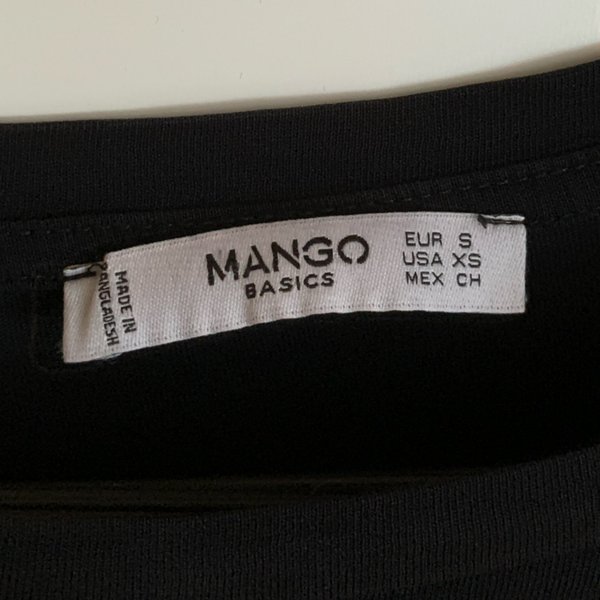 MANGO
BASICS
EUR S
USA XS
MEX CH
MADE IN
BANGLADESH